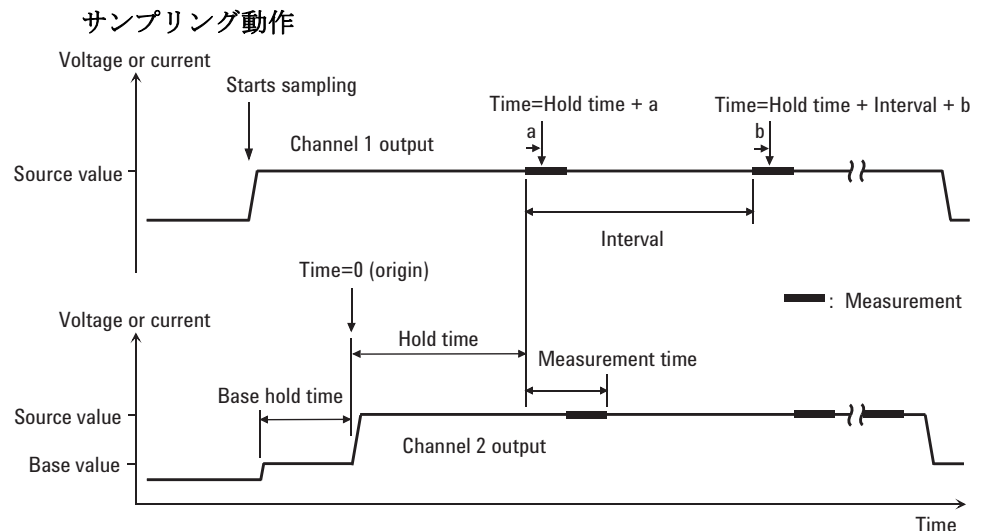 サンプリング動作
Voltage or current
Starts sampling
Time=Hold time + a
Time=Hold time + Interval + b
a
b
Channel 1 output
Source value
Interval
Time=0 (origin)
: Measurement
Voltage or current
Hold time
Measurement time
Base hold time
Source value
Channel 2 output
Base value
Time